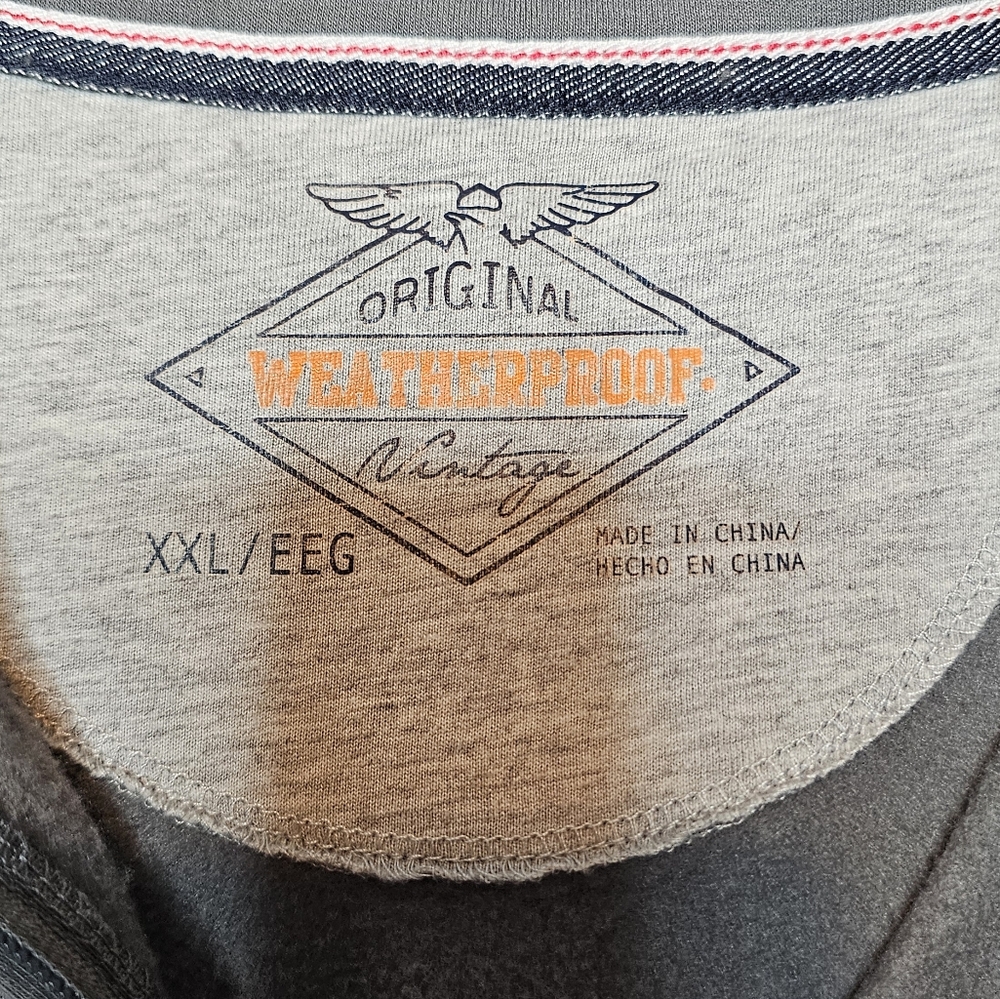 ORIGINAL
WEATHERPROOF.
Vintage
XXL/EEG
MADE IN CHINA/
HECHO EN CHINA